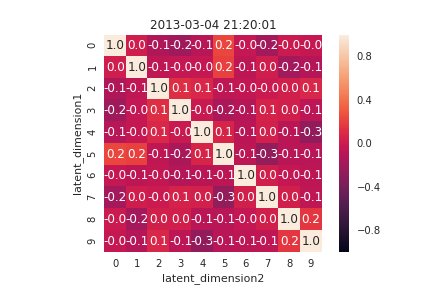 2013-03-04 21:20:01
latent_dimension1
0 1.0 0.0 -0.1 -0.2 -0.1 0.2 -0.0 -0.2 -0.0 -0.0
1 0.0 1.0 -0.1 -0.0 -0.0 0.2 -0.1 0.0 -0.2 -0.1
2 -0.1 -0.1 1.0 0.1 0.1 -0.1 -0.0 -0.0 0.0 0.1
3 -0.2 -0.0 0.1 1.0 -0.0 -0.2 -0.1 0.1 0.0 -0.1
4 -0.1 -0.0 0.1 -0.0 1.0 0.1 -0.1 0.0 -0.1 -0.3
5 0.2 0.2 -0.1 -0.2 0.1 1.0 -0.1 -0.3 -0.1 -0.1
6 -0.0 -0.1 -0.0 -0.1 -0.1 -0.1 1.0 0.0 -0.0 -0.1
7 -0.2 0.0 -0.0 0.1 0.0 -0.3 0.0 1.0 0.0 -0.1
8 -0.0 -0.2 0.0 0.0 -0.1 -0.1 -0.0 0.0 1.0 0.2
9 -0.0 -0.1 0.1 -0.1 -0.3 -0.1 -0.1 -0.1 0.2 1.0
0 1 2 3 4 5 6 7 8 9
latent_dimension2
0.8
0.4
0.0
-0.4
-0.8